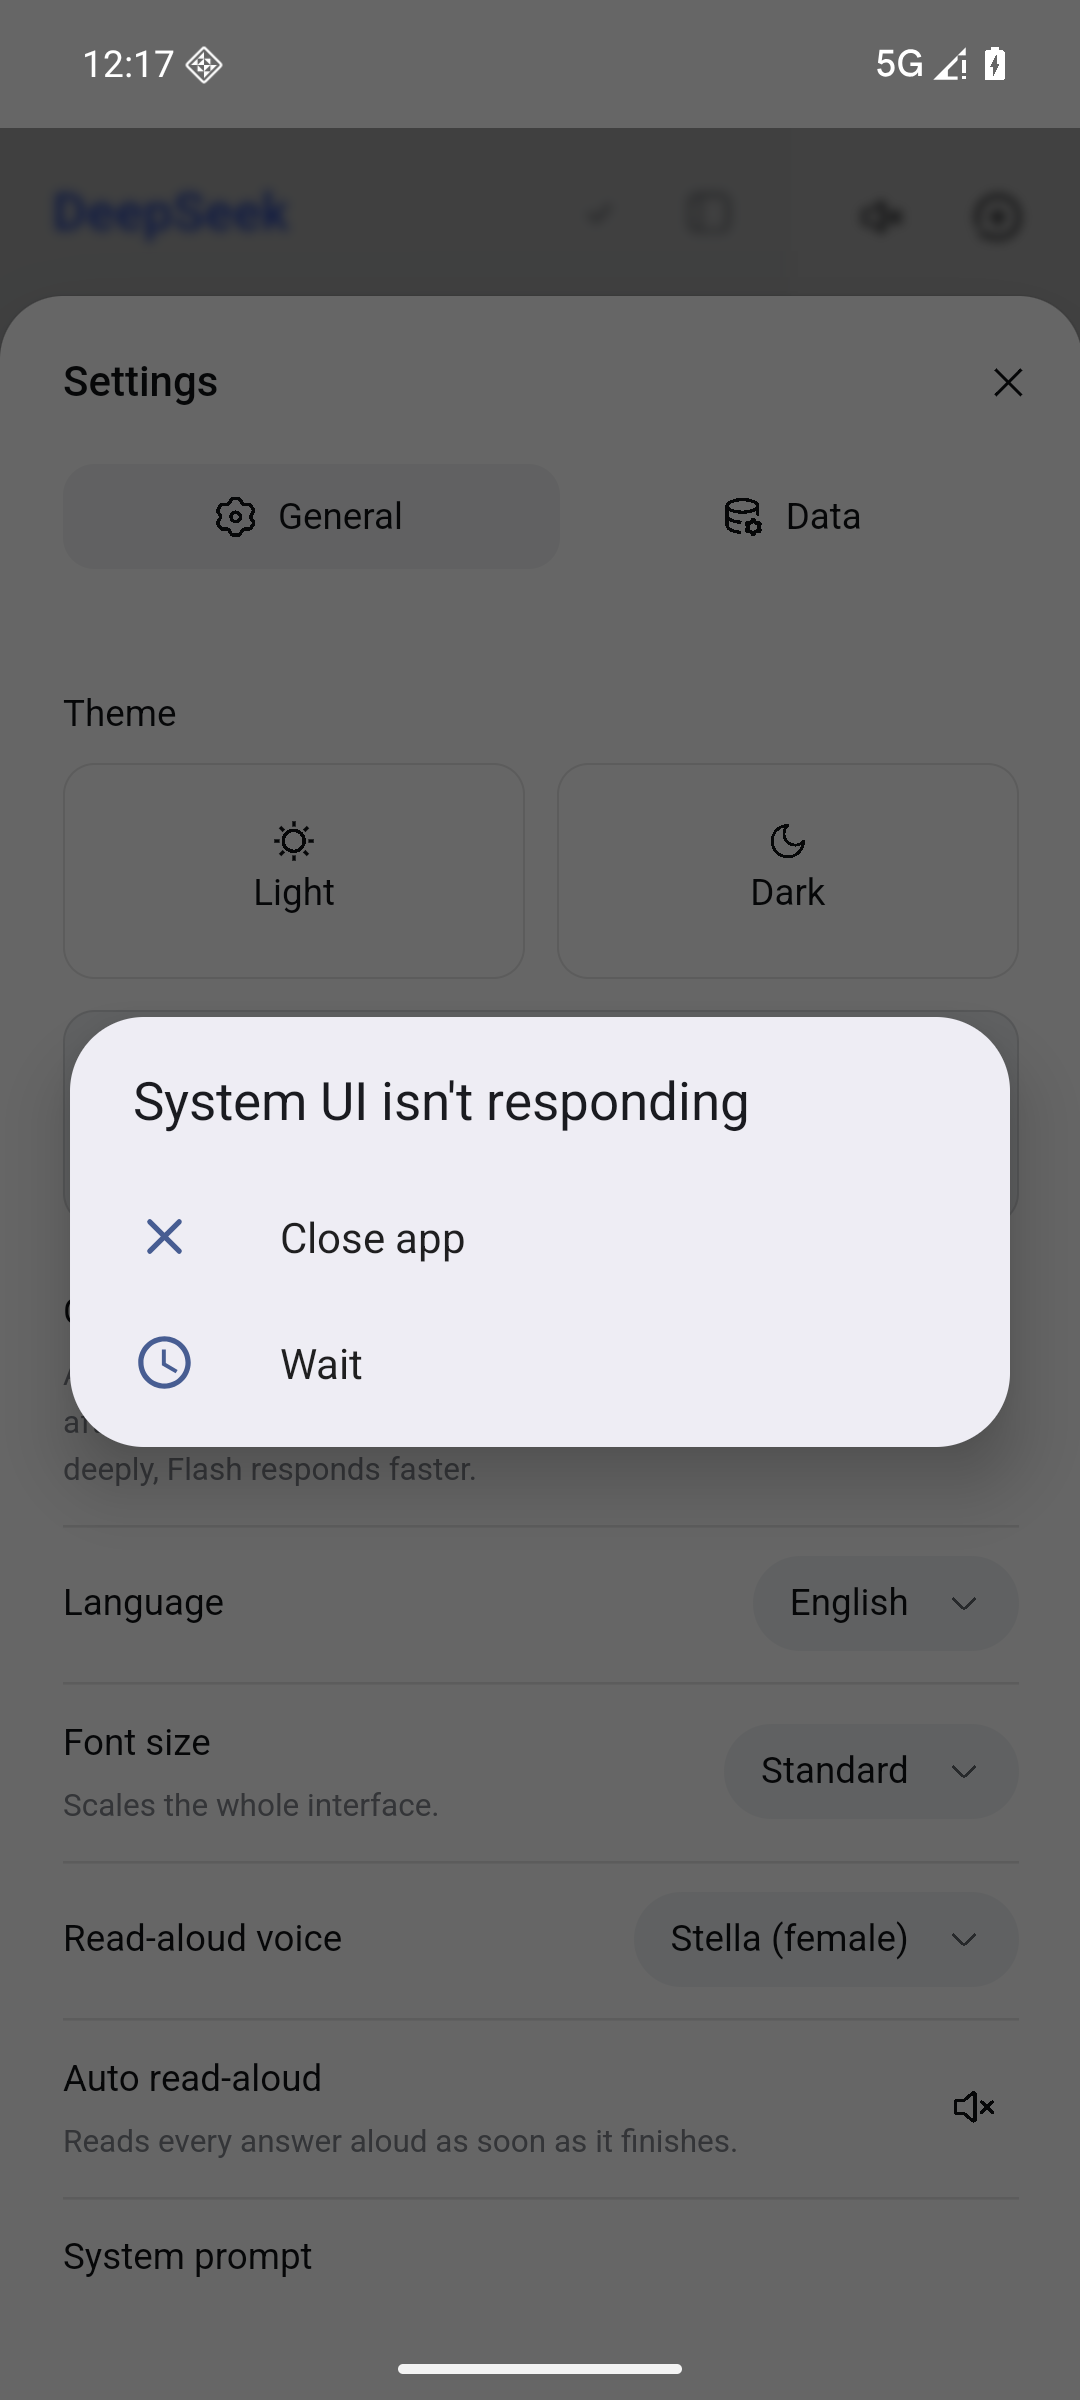 12:17
5G
DeepSeek
Settings
General
Data
Theme
Light
Dark
System UI isn't responding
Close app
Wait
deeply, Flash responds faster.
Language
English
Font size
Standard
Scales the whole interface.
Read-aloud voice
Stella (female)
Auto read-aloud
Reads every answer aloud as soon as it finishes.
System prompt